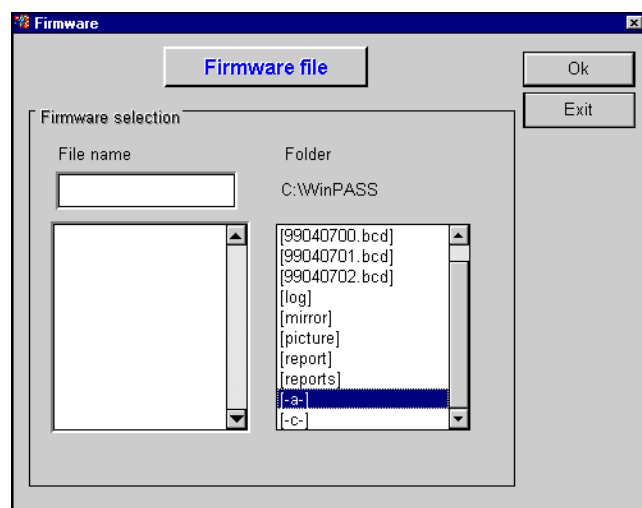 Firmware
Firmware file
Ok
Exit
Firmware selection
File name
Folder
C:\WinPASS
[99040700.bcd]
[99040701.bcd]
[99040702.bcd]
[log]
[mirror]
[picture]
[report]
[reports]
[-a-]
[-c-]